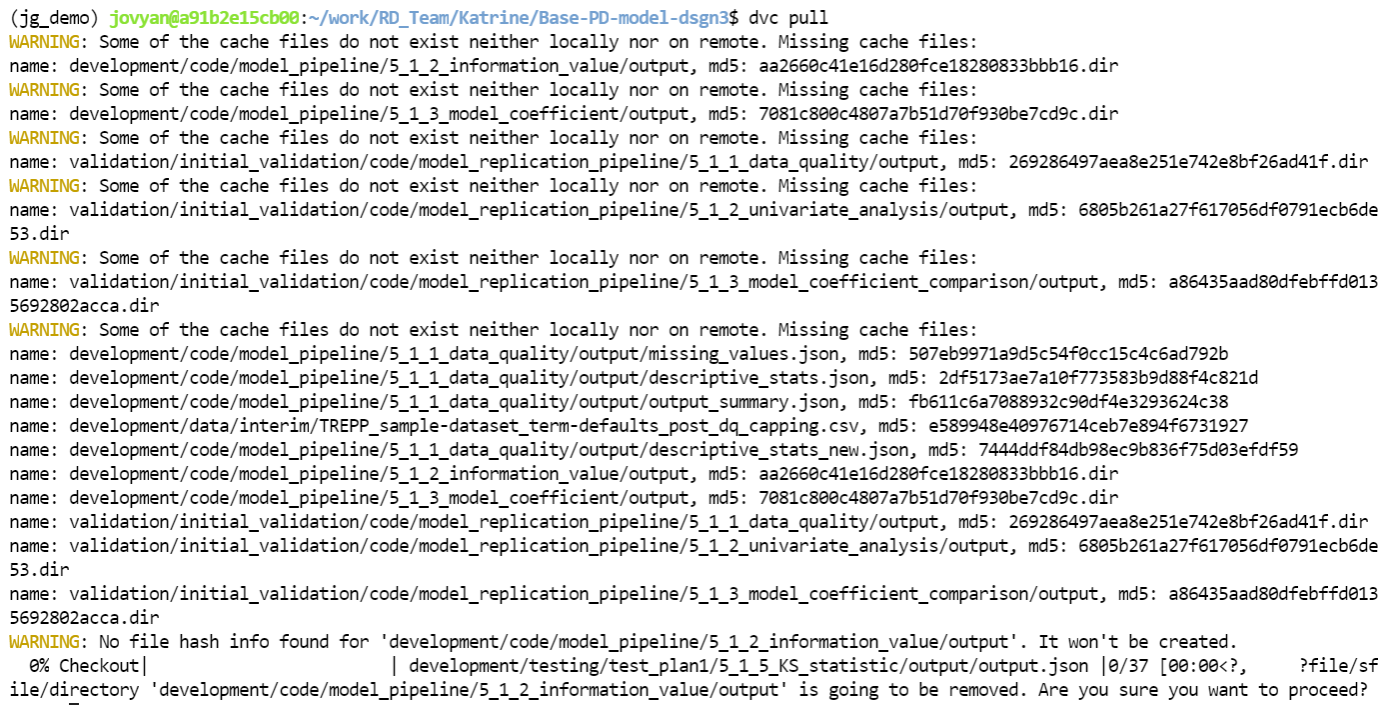 (jg_demo) jovyan@a91b2e15cb00:~/work/RD_Team/Katrine/Base-PD-model-dsgn3$ dvc pull
WARNING: Some of the cache files do not exist neither locally nor on remote. Missing cache files:
name: development/code/model_pipeline/5_1_2_information_value/output, md5: aa2660c41e16d280fce18280833bbb16.dir
WARNING: Some of the cache files do not exist neither locally nor on remote. Missing cache files:
name: development/code/model_pipeline/5_1_3_model_coefficient/output, md5: 7081c800c4807a7b51d70f930be7cd9c.dir
WARNING: Some of the cache files do not exist neither locally nor on remote. Missing cache files:
name: validation/initial_validation/code/model_replication_pipeline/5_1_1_data_quality/output, md5: 269286497aea8e251e742e8bf26ad41f.dir
WARNING: Some of the cache files do not exist neither locally nor on remote. Missing cache files:
name: validation/initial_validation/code/model_replication_pipeline/5_1_2_univariate_analysis/output, md5: 6805b261a27f617056df0791ecb6de
53.dir
WARNING: Some of the cache files do not exist neither locally nor on remote. Missing cache files:
name: validation/initial_validation/code/model_replication_pipeline/5_1_3_model_coefficient_comparison/output, md5: a86435aad80dfebffd013
5692802acca.dir
WARNING: Some of the cache files do not exist neither locally nor on remote. Missing cache files:
name: development/code/model_pipeline/5_1_1_data_quality/output/missing_values.json, md5: 507eb9971a9d5c54f0cc15c4c6ad792b
name: development/code/model_pipeline/5_1_1_data_quality/output/descriptive_stats.json, md5: 2df5173ae7a10f773583b9d88f4c821d
name: development/code/model_pipeline/5_1_1_data_quality/output/output_summary.json, md5: fb611c6a7088932c90df4e3293624c38
name: development/data/interim/TREPP_sample-dataset_term-defaults_post_dq_capping.csv, md5: e589948e40976714ceb7e894f6731927
name: development/code/model_pipeline/5_1_1_data_quality/output/descriptive_stats_new.json, md5: 7444ddf84db98ec9b836f75d03efdf59
name: development/code/model_pipeline/5_1_2_information_value/output, md5: aa2660c41e16d280fce18280833bbb16.dir
name: development/code/model_pipeline/5_1_3_model_coefficient/output, md5: 7081c800c4807a7b51d70f930be7cd9c.dir
name: validation/initial_validation/code/model_replication_pipeline/5_1_1_data_quality/output, md5: 269286497aea8e251e742e8bf26ad41f.dir
name: validation/initial_validation/code/model_replication_pipeline/5_1_2_univariate_analysis/output, md5: 6805b261a27f617056df0791ecb6de
53.dir
name: validation/initial_validation/code/model_replication_pipeline/5_1_3_model_coefficient_comparison/output, md5: a86435aad80dfebffd013
5692802acca.dir
WARNING: No file hash info found for 'development/code/model_pipeline/5_1_2_information_value/output'. It won't be created.
  0% Checkout|                        | development/testing/test_plan1/5_1_5_KS_statistic/output/output.json |0/37 [00:00<?,     ?file/sf
ile/directory 'development/code/model_pipeline/5_1_2_information_value/output' is going to be removed. Are you sure you want to proceed?